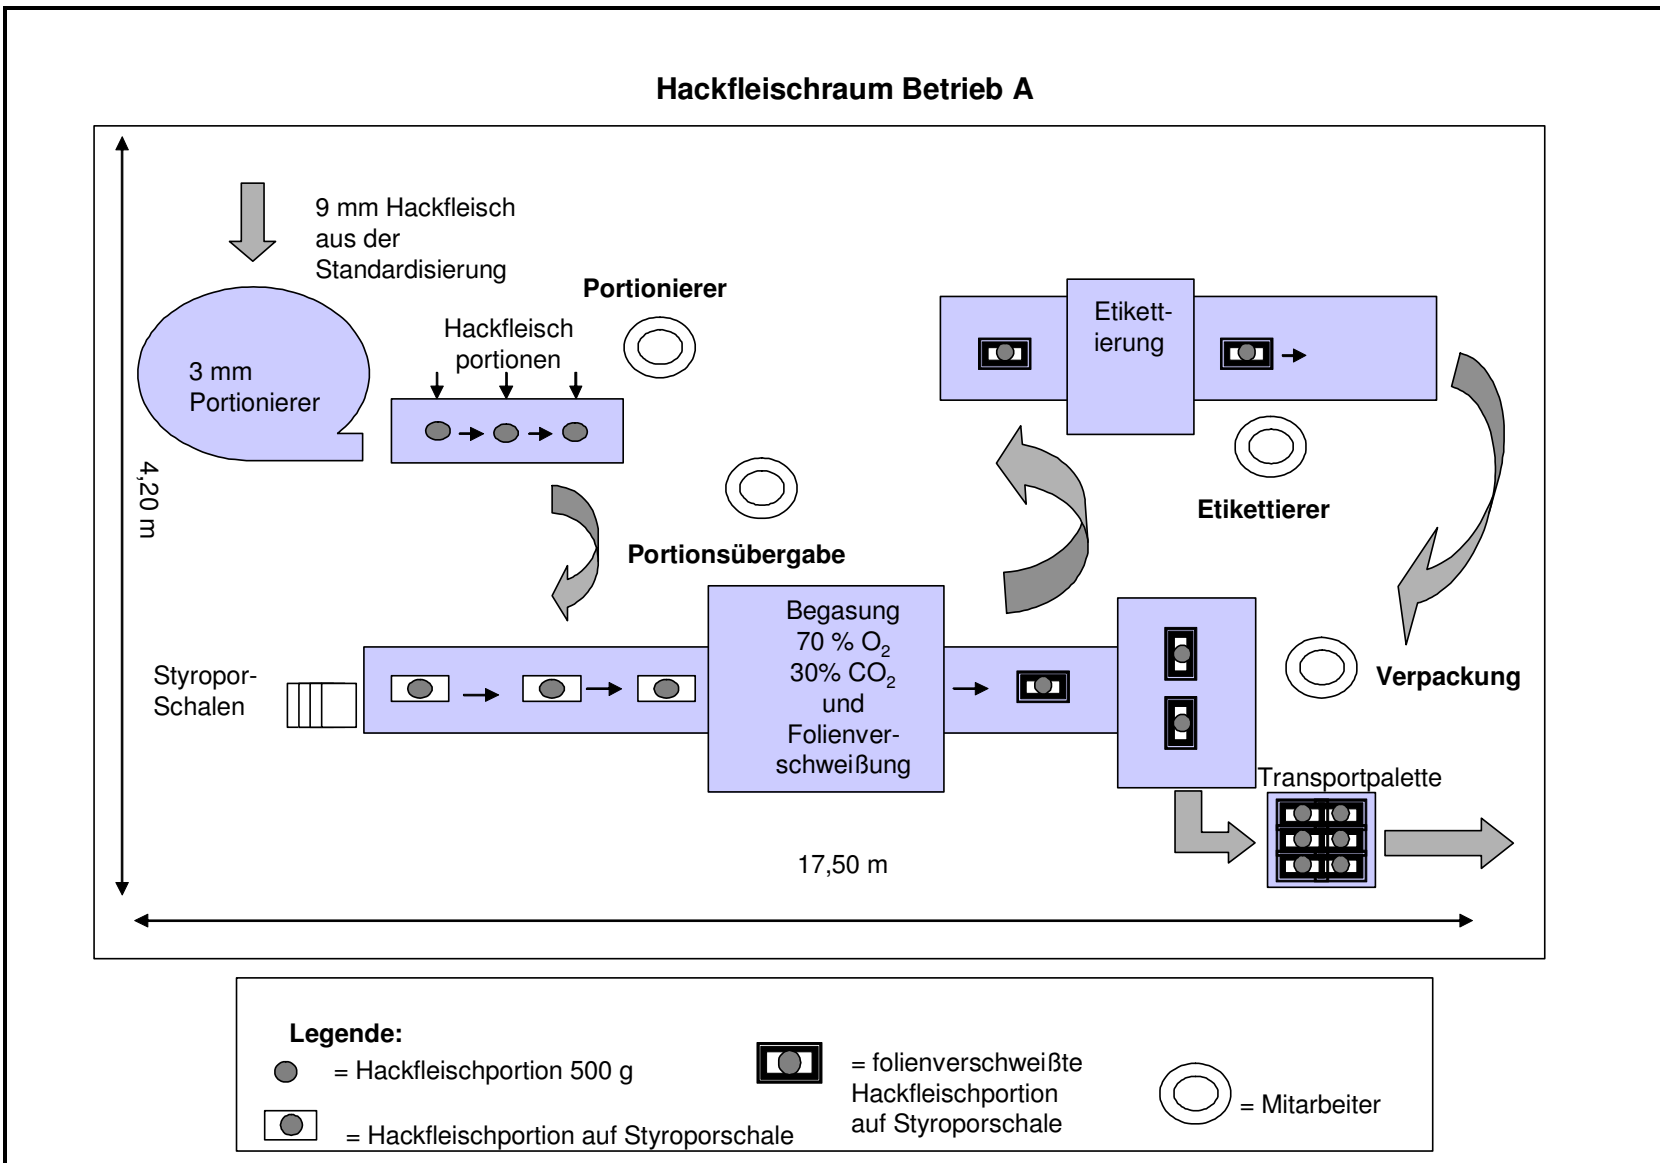 Hackfleischraum Betrieb A
9 mm Hackfleisch
aus der
Standardisierung
Portionierer
Hackfleisch
portionen
3 mm
Portionierer
4,20 m
Portionsübergabe
Etikett-
ierung
Etikettierer
Styropor-
Schalen
Begasung
70 % O₂
30% CO₂
und
Folienver-
schweißung
Verpackung
Transportpalette
17,50 m
Legende:
= Hackfleischportion 500 g
= Hackfleischportion auf Styroporschale
= folienverschweißte
Hackfleischportion
auf Styroporschale
= Mitarbeiter